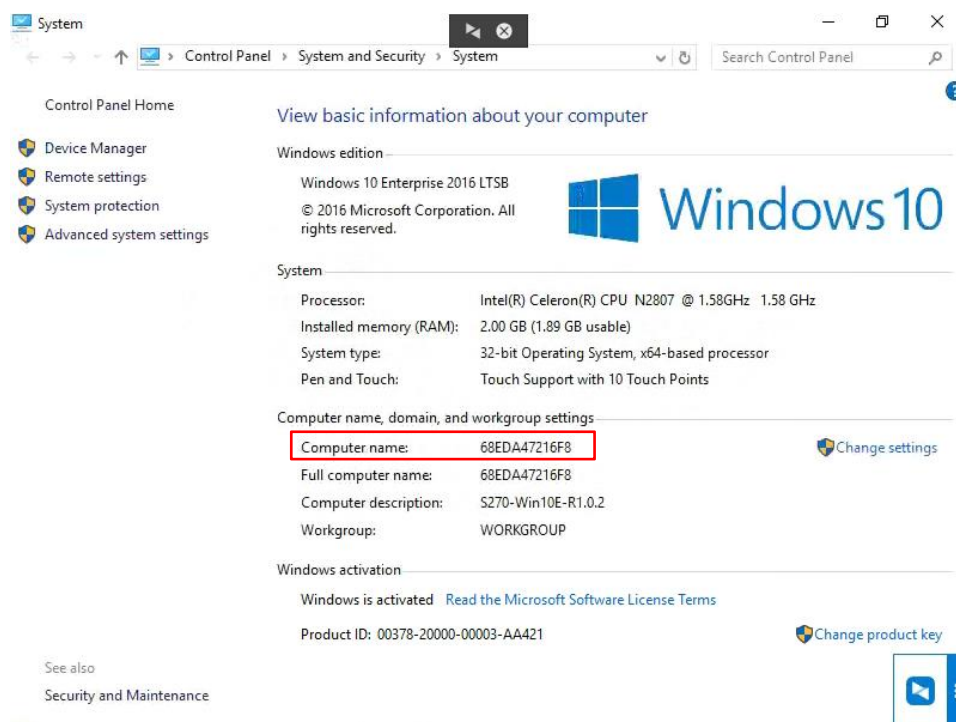 System
Control Panel > System and Security > System
Search Control Panel
Control Panel Home
Device Manager
Remote settings
System protection
Advanced system settings
See also
Security and Maintenance
View basic information about your computer
Windows edition
Windows 10 Enterprise 2016 LTSB
© 2016 Microsoft Corporation. All
rights reserved.
Windows 10
System
Processor: Intel(R) Celeron(R) CPU N2807 @ 1.58GHz 1.58 GHz
Installed memory (RAM): 2.00 GB (1.89 GB usable)
System type: 32-bit Operating System, x64-based processor
Pen and Touch: Touch Support with 10 Touch Points
Computer name, domain, and workgroup settings
Computer name: 68EDA47216F8 Change settings
Full computer name: 68EDA47216F8
Computer description: S270-Win10E-R1.0.2
Workgroup: WORKGROUP
Windows activation
Windows is activated Read the Microsoft Software License Terms
Product ID: 00378-20000-00003-AA421 Change product key